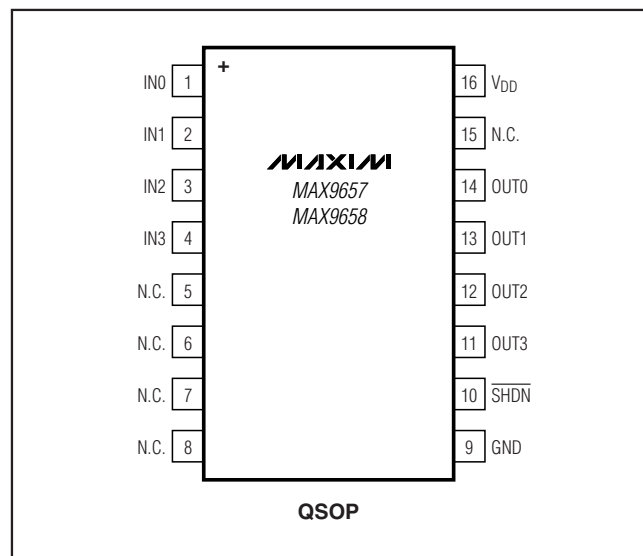 +
IN0 1 16 VDD
IN1 2 15 N.C.
MAXIM
IN2 3 MAX9657 14 OUT0
MAX9658
IN3 4 13 OUT1
N.C. 5 12 OUT2
N.C. 6 11 OUT3
N.C. 7 10 SHDN
N.C. 8 9 GND
QSOP